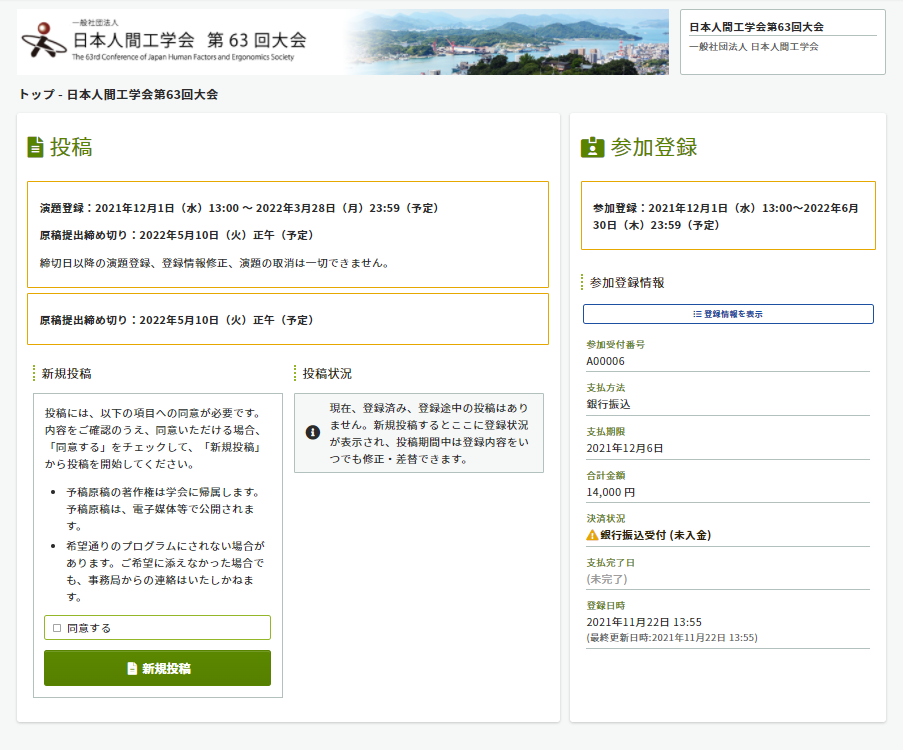 一般社団法人
日本人間工学会 第 63 回大会
The 63rd Conference of Japan Human Factors and Ergonomics Society
日本人間工学会第63回大会
一般社団法人 日本人間工学会
トップ - 日本人間工学会第63回大会
投稿
演題登録：2021年12月1日（水）13:00 ～ 2022年3月28日（月）23:59（予定）
原稿提出締め切り：2022年5月10日（火）正午（予定）
締切日以降の演題登録、登録情報修正、演題の取消は一切できません。
原稿提出締め切り：2022年5月10日（火）正午（予定）
新規投稿
投稿には、以下の項目への同意が必要です。
内容をご確認のうえ、同意いただける場合、
「同意する」をチェックして、「新規投稿」
から投稿を開始してください。
• 予稿原稿の著作権は学会に帰属します。
予稿原稿は、電子媒体等で公開されま
す。
• 希望通りのプログラムにされない場合が
あります。ご希望に添えなかった場合で
も、事務局からの連絡はいたしかねま
す。
同意する
新規投稿
投稿状況
現在、登録済み、登録途中の投稿はあり
ません。新規投稿するとここに登録状況
が表示され、投稿期間中は登録内容をい
つでも修正・差替できます。
参加登録
参加登録：2021年12月1日（水）13:00～2022年6月
30日（木）23:59（予定）
参加登録情報
登録情報を表示
参加受付番号
A00006
支払方法
銀行振込
支払期限
2021年12月6日
合計金額
14,000 円
決済状況
銀行振込受付 (未入金)
支払完了日
(未完了)
登録日時
2021年11月22日 13:55
(最終更新日時:2021年11月22日 13:55)